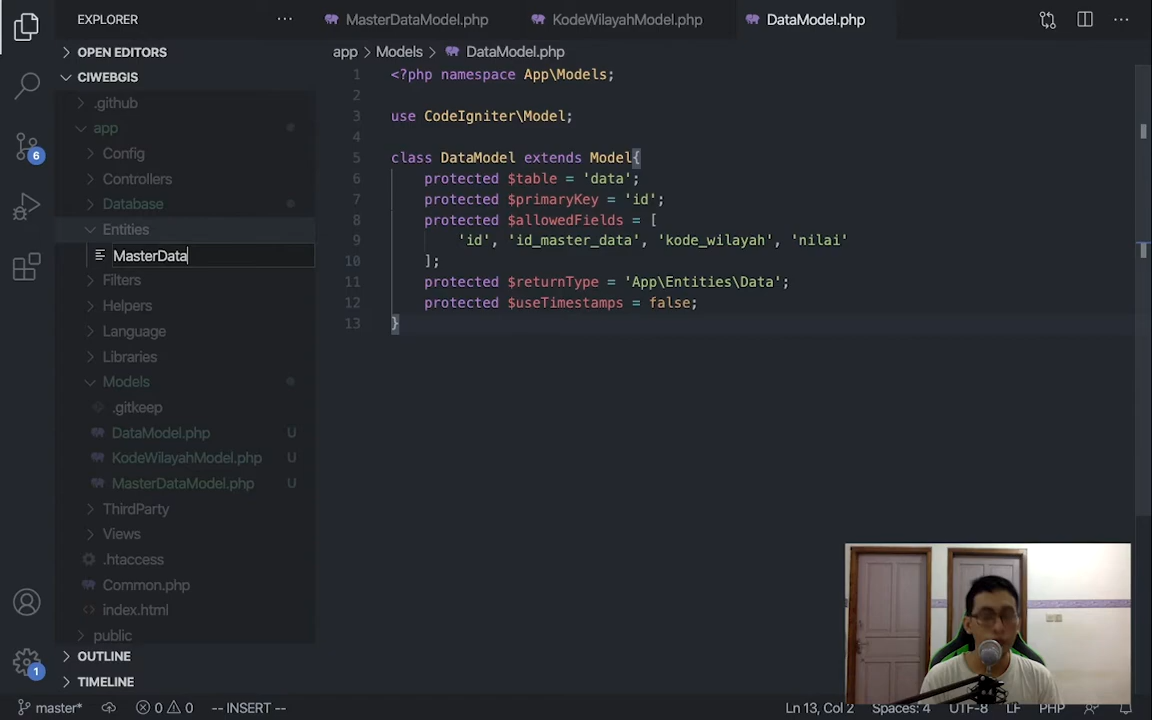 EXPLORER
MasterDataModel.php
KodeWilayahModel.php
DataModel.php
OPEN EDITORS
CIWEBGIS
.github
app
Config
Controllers
Database
Entities
MasterData
Filters
Helpers
Language
Libraries
Models
.gitkeep
DataModel.php U
KodeWilayahModel.php U
MasterDataModel.php U
ThirdParty
Views
.htaccess
Common.php
index.html
public
OUTLINE
TIMELINE
app > Models > DataModel.php
1 <?php namespace App\Models;
2
3 use CodeIgniter\Model;
4
5 class DataModel extends Model{
6 protected $table = 'data';
7 protected $primaryKey = 'id';
8 protected $allowedFields = [
9 'id', 'id_master_data', 'kode_wilayah', 'nilai'
10 ];
11 protected $returnType = 'App\Entities\Data';
12 protected $useTimestamps = false;
13 }
6
1
master* 0 0 -- INSERT -- Ln 13, Col 2 Spaces: 4 UTF-8 LF PHP